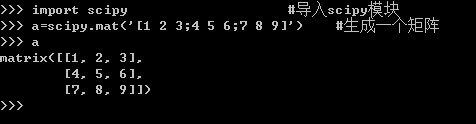 >>> import scipy #导入scipy模块
>>> a=scipy.mat('[1 2 3;4 5 6;7 8 9]') #生成一个矩阵
>>> a
matrix([[1, 2, 3],
[4, 5, 6],
[7, 8, 9]])
>>>